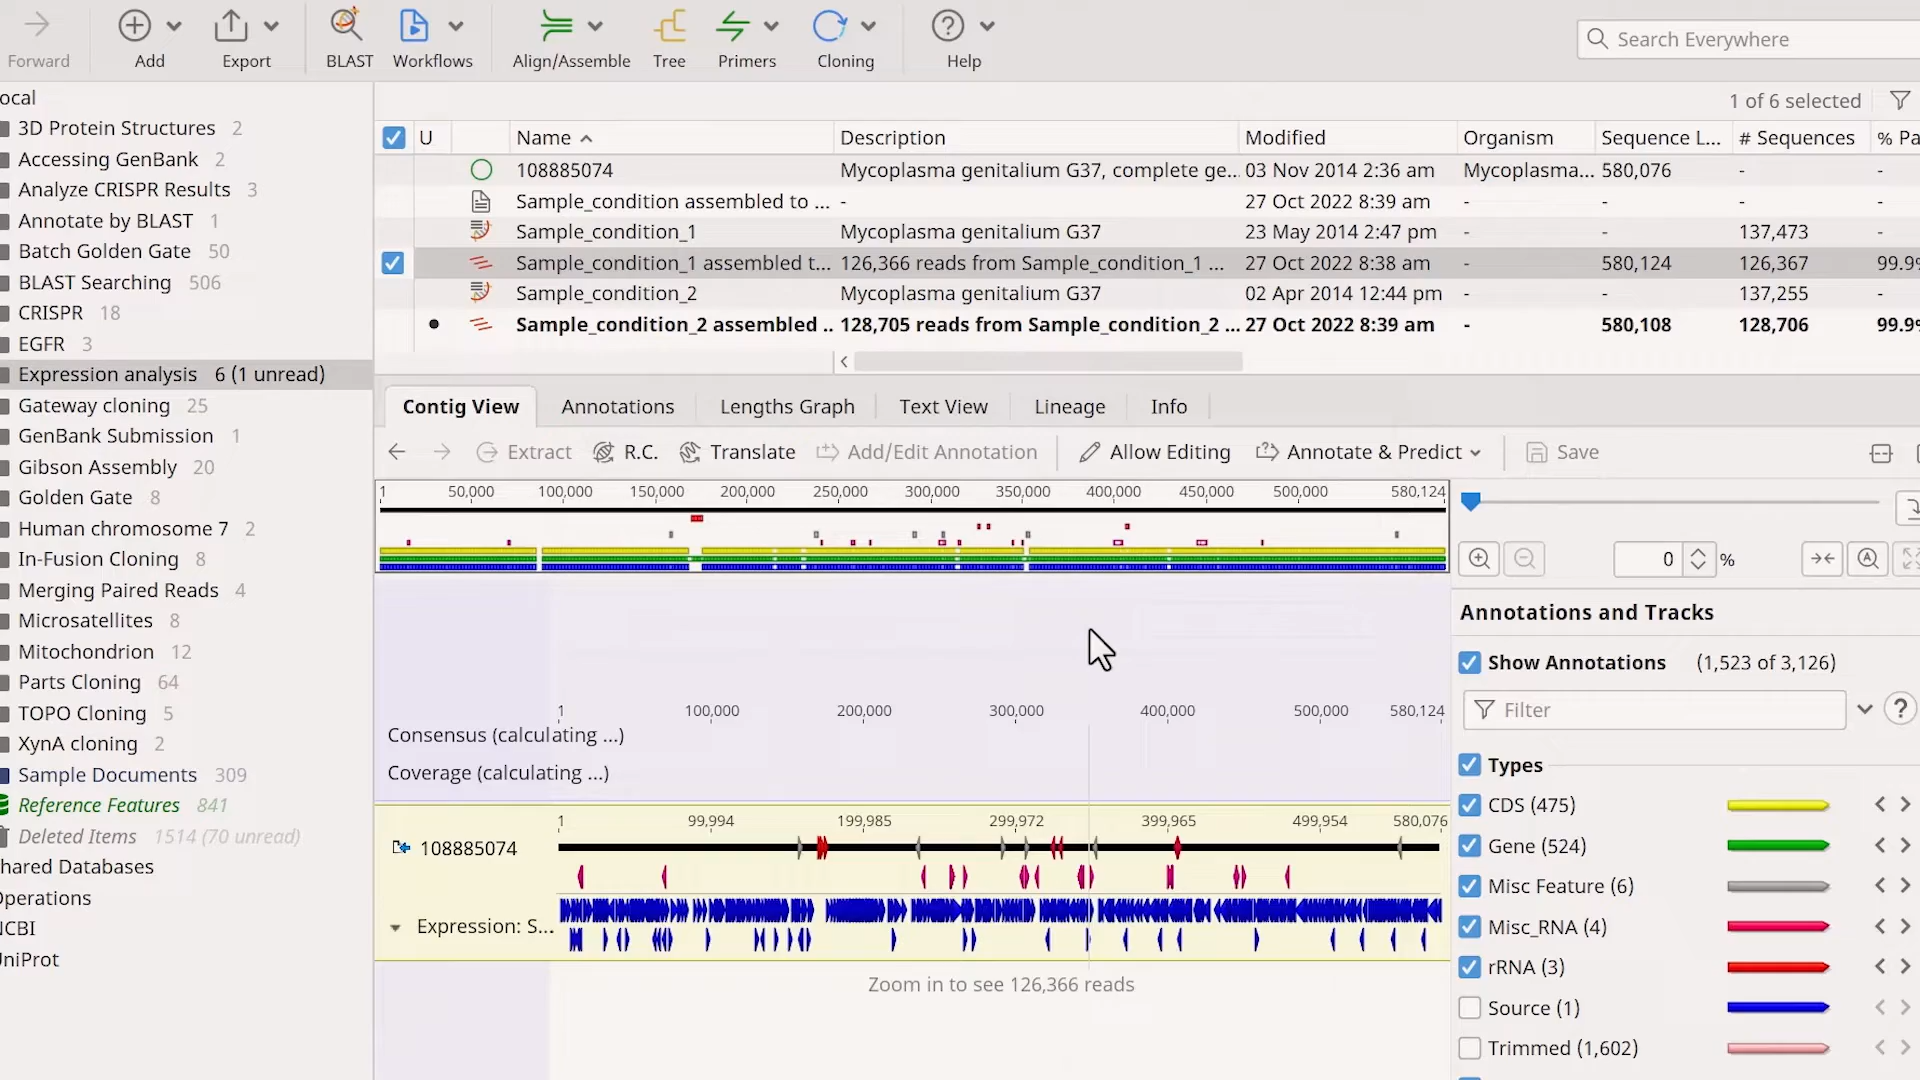 Forward
Add
Export
BLAST
Workflows
Align/Assemble
Tree
Primers
Cloning
Help
Search Everywhere
ocal
3D Protein Structures 2
Accessing GenBank 2
Analyze CRISPR Results 3
Annotate by BLAST 1
Batch Golden Gate 50
BLAST Searching 506
CRISPR 18
EGFR 3
Expression analysis 6 (1 unread)
Gateway cloning 25
GenBank Submission 1
Gibson Assembly 20
Golden Gate 8
Human chromosome 7 2
In-Fusion Cloning 8
Merging Paired Reads 4
Microsatellites 8
Mitochondrion 12
Parts Cloning 64
TOPO Cloning 5
XynA cloning 2
Sample Documents 309
Reference Features 841
Deleted Items 1514 (70 unread)
hared Databases
Operations
NCBI
UniProt
1 of 6 selected
U Name Description Modified Organism Sequence L... # Sequences % Pa
108885074 Mycoplasma genitalium G37, complete ge... 03 Nov 2014 2:36 am Mycoplasma... 580,076 - -
Sample_condition assembled to ... - 27 Oct 2022 8:39 am - - - -
Sample_condition_1 Mycoplasma genitalium G37 23 May 2014 2:47 pm - - 137,473 -
Sample_condition_1 assembled t... 126,366 reads from Sample_condition_1 ... 27 Oct 2022 8:38 am - 580,124 126,367 99.9%
Sample_condition_2 Mycoplasma genitalium G37 02 Apr 2014 12:44 pm - - 137,255 -
Sample_condition_2 assembled .. 128,705 reads from Sample_condition_2 ... 27 Oct 2022 8:39 am - 580,108 128,706 99.9%
Contig View Annotations Lengths Graph Text View Lineage Info
Extract R.C. Translate Add/Edit Annotation Allow Editing Annotate & Predict Save
1 50,000 100,000 150,000 200,000 250,000 300,000 350,000 400,000 450,000 500,000 580,124
1 100,000 200,000 300,000 400,000 500,000 580,124
Consensus (calculating ...)
Coverage (calculating ...)
1 99,994 199,985 299,972 399,965 499,954 580,076
108885074
Expression: S...
Zoom in to see 126,366 reads
0 %
Annotations and Tracks
Show Annotations (1,523 of 3,126)
Filter
?
Types
CDS (475)
Gene (524)
Misc Feature (6)
Misc_RNA (4)
rRNA (3)
Source (1)
Trimmed (1,602)